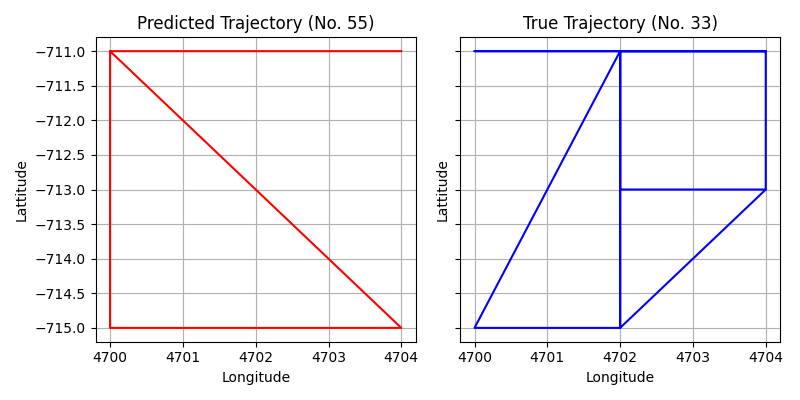 Predicted Trajectory (No. 55)
−711.0
−711.5
−712.0
−712.5
−713.0
−713.5
−714.0
−714.5
−715.0
Lattitude
4700 4701 4702 4703 4704
Longitude
True Trajectory (No. 33)
Lattitude
4700 4701 4702 4703 4704
Longitude